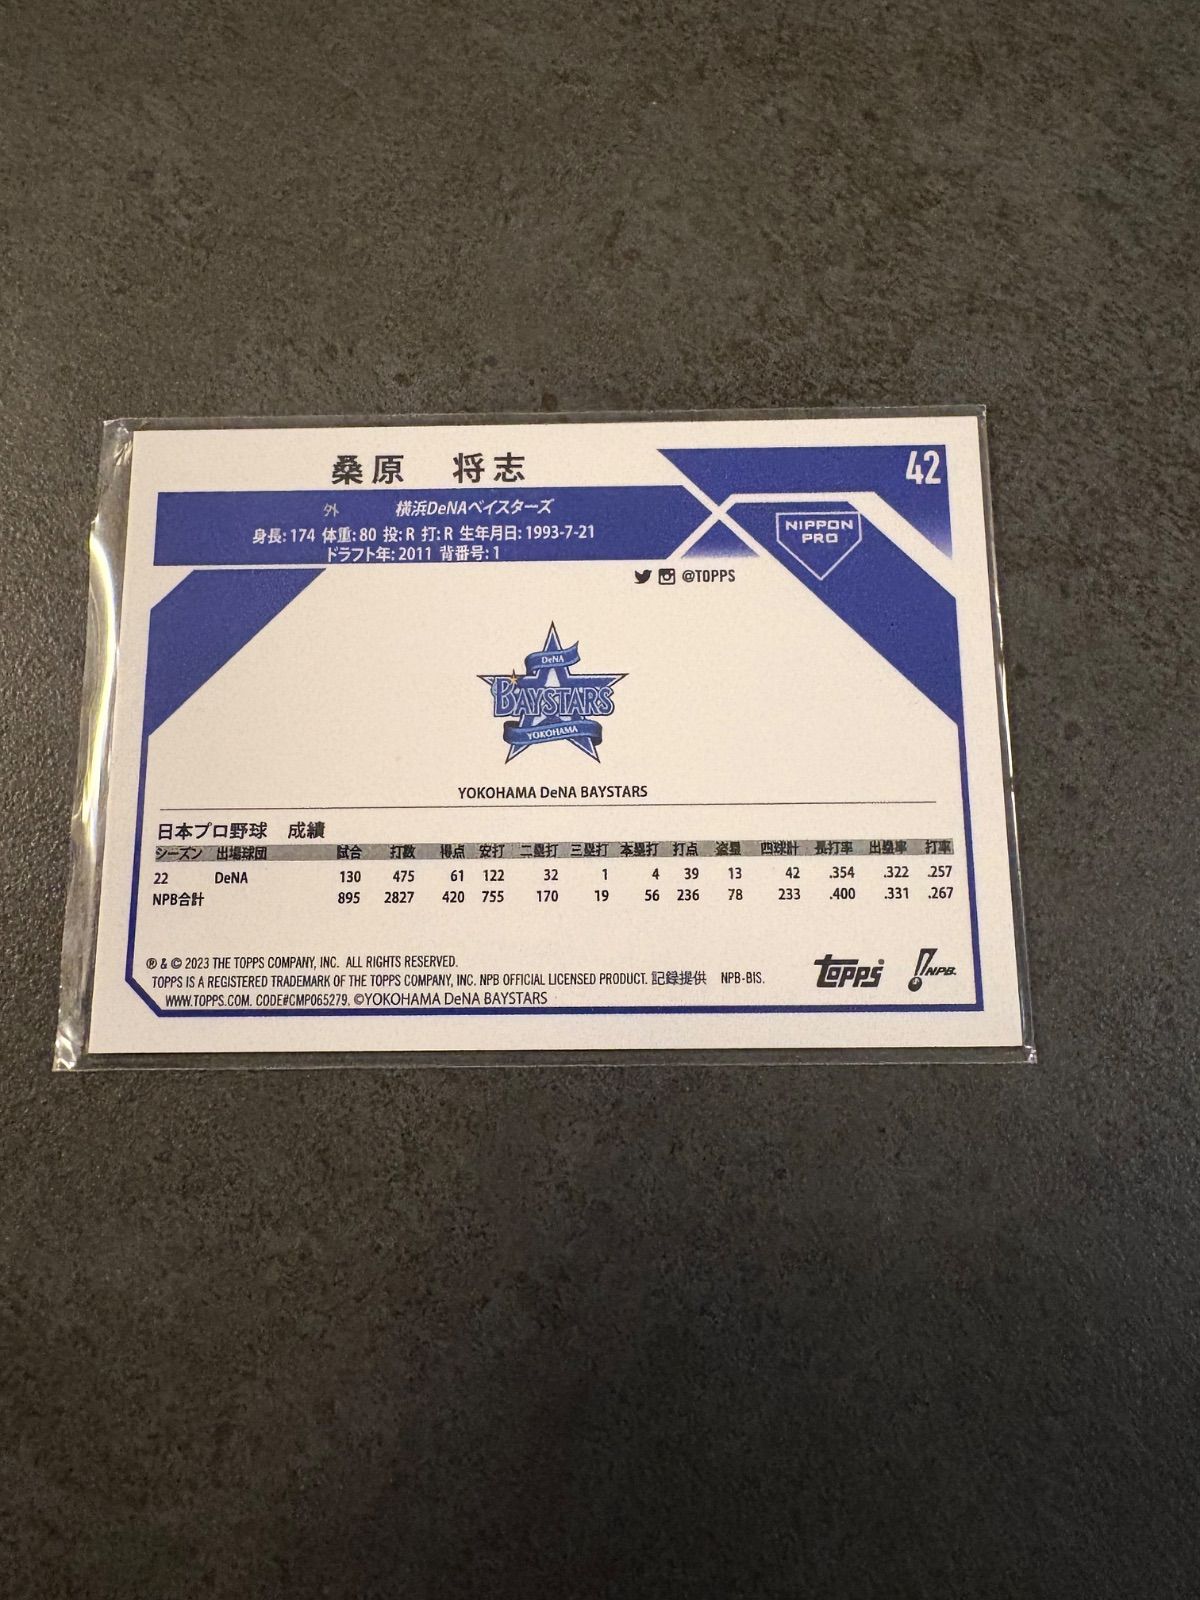 桑原 将志
42
外 横浜DeNAベイスターズ
身長: 174 体重: 80 投: R 打: R 生年月日: 1993-7-21
ドラフト年: 2011 背番号: 1
NIPPON
PRO
@TOPPS
DeNA
BAYSTARS
YOKOHAMA
YOKOHAMA DeNA BAYSTARS
日本プロ野球 成績
シーズン 出場球団 試合 打数 得点 安打 二塁打 三塁打 本塁打 打点 盗塁 四球計 長打率 出塁率 打率
22 DeNA 130 475 61 122 32 1 4 39 13 42 .354 .322 .257
NPB合計 895 2827 420 755 170 19 56 236 78 233 .400 .331 .267
® & © 2023 THE TOPPS COMPANY, INC. ALL RIGHTS RESERVED.
TOPPS IS A REGISTERED TRADEMARK OF THE TOPPS COMPANY, INC. NPB OFFICIAL LICENSED PRODUCT. 記録提供 NPB-BIS.
WWW.TOPPS.COM. CODE#CMP065279. ©YOKOHAMA DeNA BAYSTARS
topps
NPB